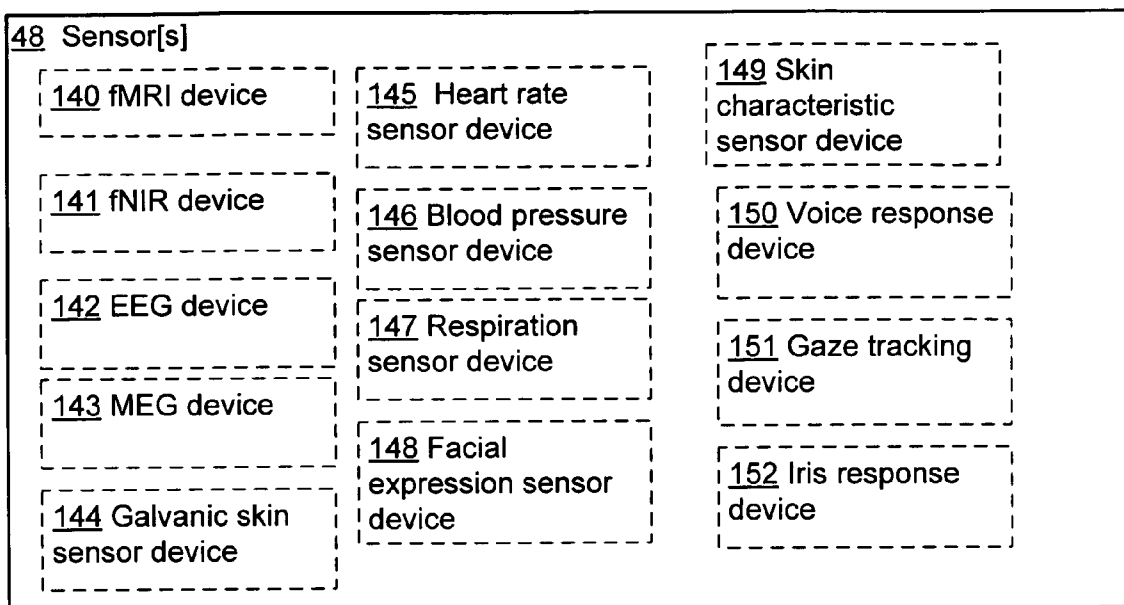 48 Sensor[s]
140 fMRI device
141 fNIR device
142 EEG device
143 MEG device
144 Galvanic skin
sensor device
145 Heart rate
sensor device
146 Blood pressure
sensor device
147 Respiration
sensor device
148 Facial
expression sensor
device
149 Skin
characteristic
sensor device
150 Voice response
device
151 Gaze tracking
device
152 Iris response
device